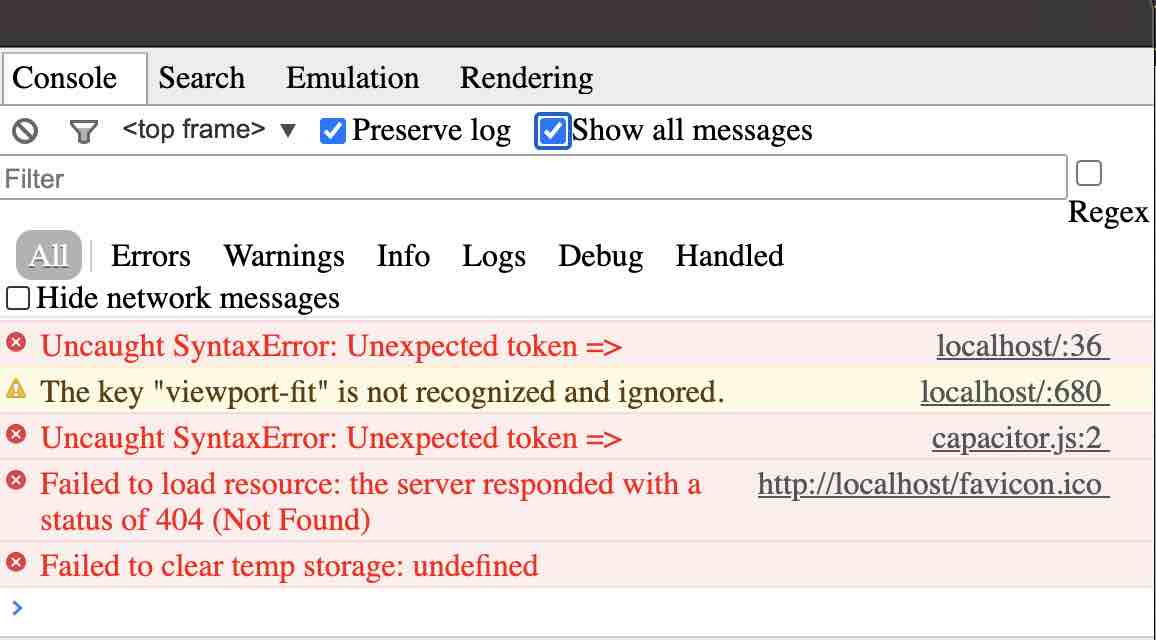 Console Search Emulation Rendering
<top frame> ▼ Preserve log Show all messages
Filter
Regex
All Errors Warnings Info Logs Debug Handled
Hide network messages
Uncaught SyntaxError: Unexpected token => localhost/:36
The key "viewport-fit" is not recognized and ignored. localhost/:680
Uncaught SyntaxError: Unexpected token => capacitor.js:2
Failed to load resource: the server responded with a http://localhost/favicon.ico
status of 404 (Not Found)
Failed to clear temp storage: undefined
>